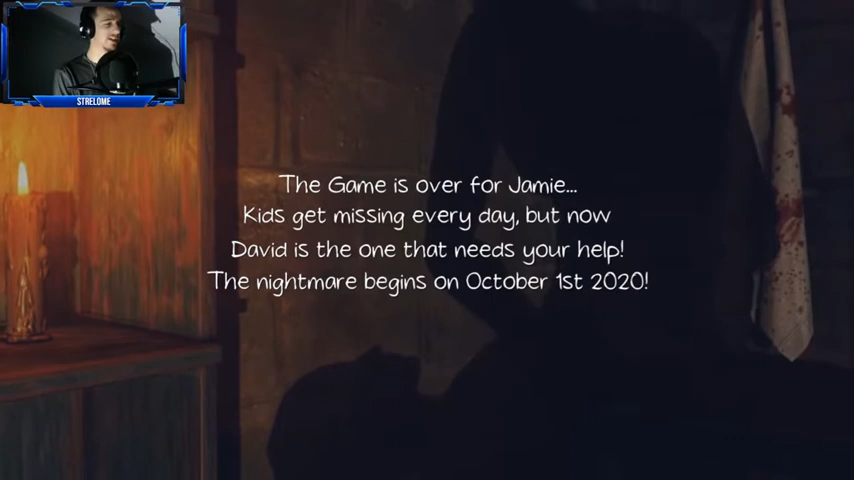 STRELOME
The Game is over for Jamie...
Kids get missing every day, but now
David is the one that needs your help!
The nightmare begins on October 1st 2020!